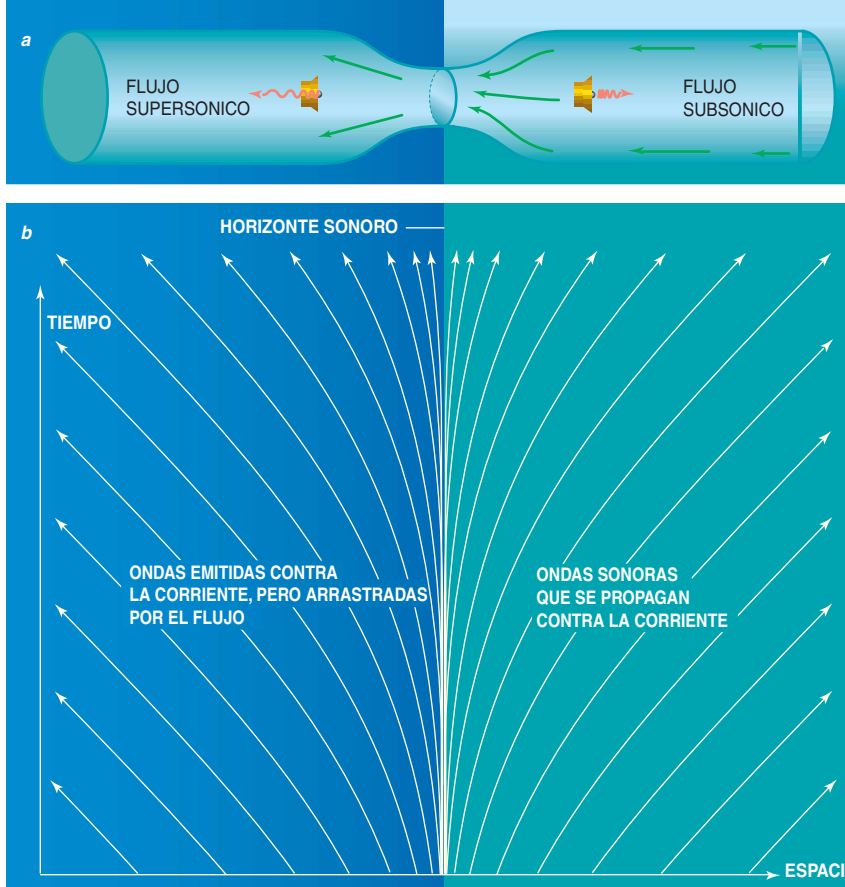 a
FLUJO
SUPERSONICO
FLUJO
SUBSONICO
b
HORIZONTE SONORO
TIEMPO
ONDAS EMITIDAS CONTRA
LA CORRIENTE, PERO ARRASTRADAS
POR EL FLUJO
ONDAS SONORAS
QUE SE PROPAGAN
CONTRA LA CORRIENTE
ESPACI